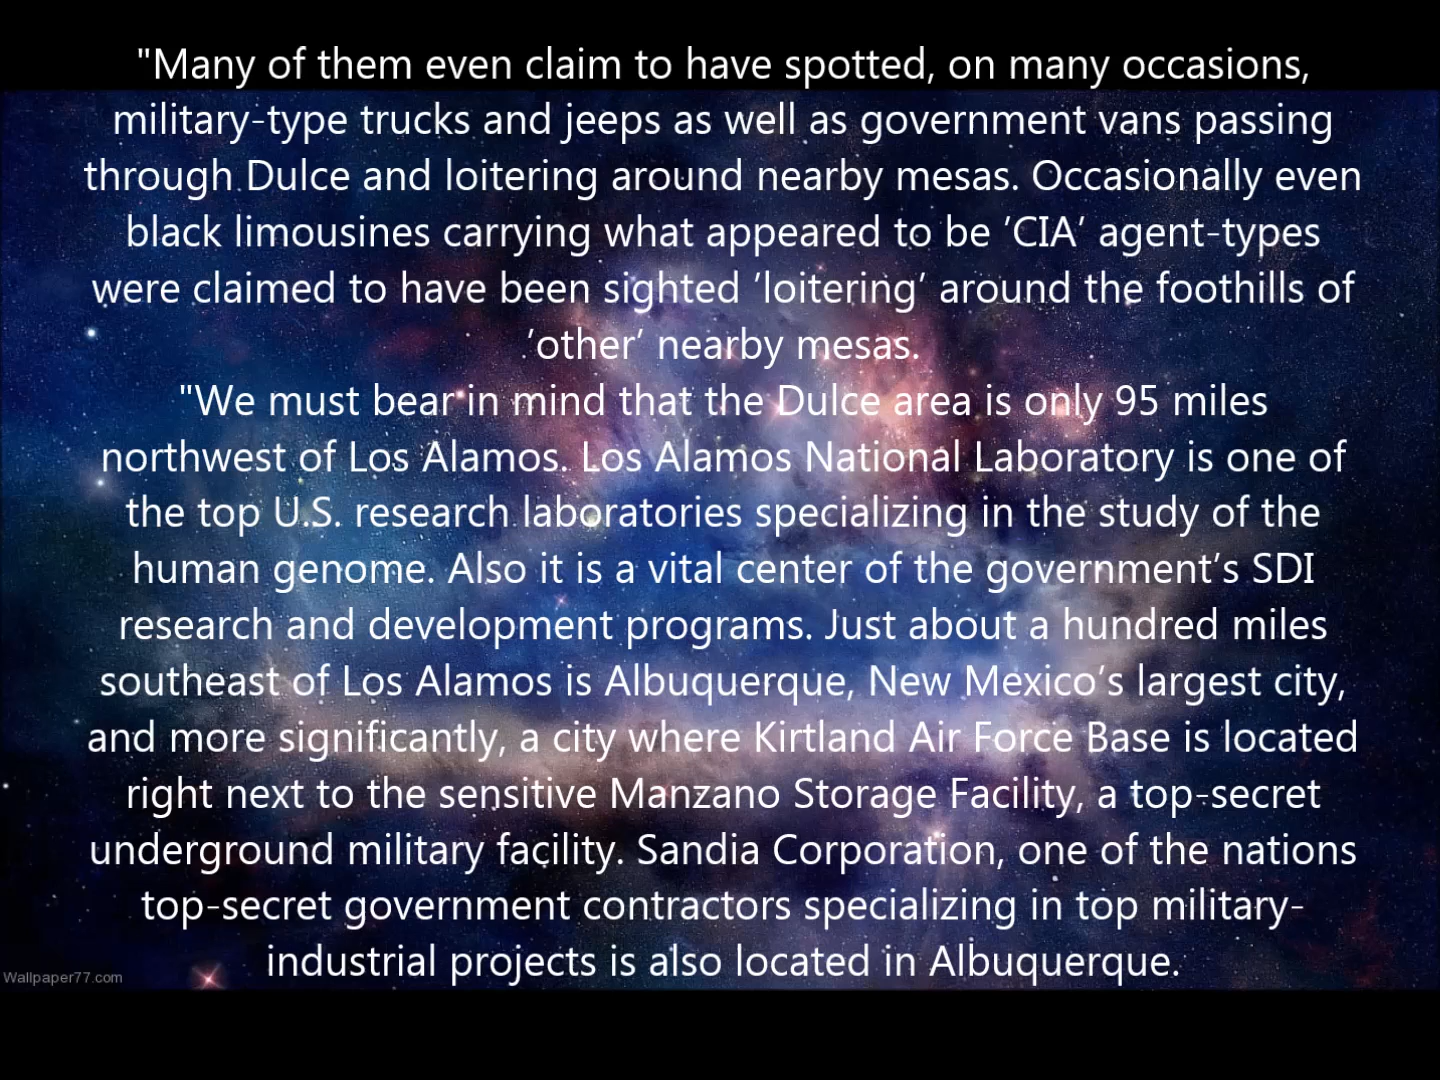 "Many of them even claim to have spotted, on many occasions,
military-type trucks and jeeps as well as government vans passing
through Dulce and loitering around nearby mesas. Occasionally even
black limousines carrying what appeared to be ’CIA’ agent-types
were claimed to have been sighted ’loitering’ around the foothills of
’other’ nearby mesas.
"We must bear in mind that the Dulce area is only 95 miles
northwest of Los Alamos. Los Alamos National Laboratory is one of
the top U.S. research laboratories specializing in the study of the
human genome. Also it is a vital center of the government’s SDI
research and development programs. Just about a hundred miles
southeast of Los Alamos is Albuquerque, New Mexico’s largest city,
and more significantly, a city where Kirtland Air Force Base is located
right next to the sensitive Manzano Storage Facility, a top-secret
underground military facility. Sandia Corporation, one of the nations
top-secret government contractors specializing in top military-
industrial projects is also located in Albuquerque.
Wallpaper77.com